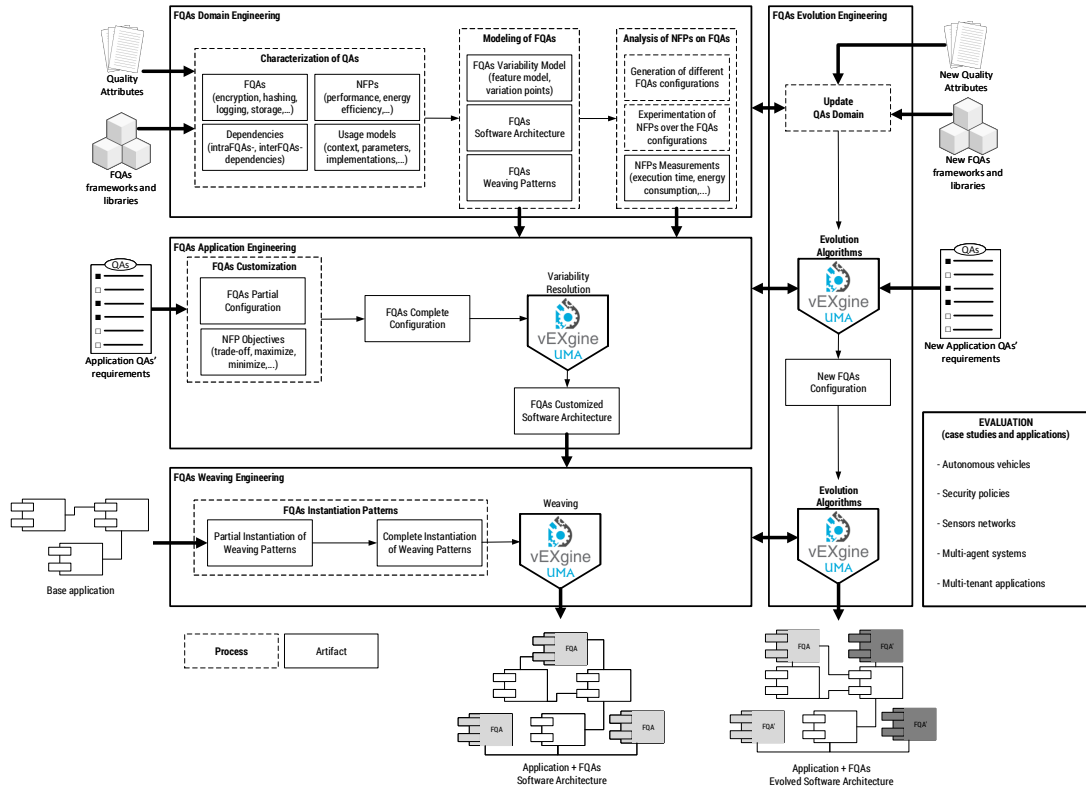 FQAs Domain Engineering
FQAs Evolution Engineering
Quality
Attributes
FQAs
frameworks and
libraries
Characterization of QAs
FQAs
(encryption, hashing,
logging, storage,...)
NFPs
(performance, energy
efficiency,...)
Dependencies
(intraFQAs-, interFQAs-
dependencies)
Usage models
(context, parameters,
implementations,...)
Modeling of FQAs
FQAs Variability Model
(feature model,
variation points)
FQAs
Software Architecture
FQAs
Weaving Patterns
Analysis of NFPs on FQAs
Generation of different
FQAs configurations
Experimentation of
NFPs over the FQAs
configurations
NFPs Measurements
(execution time, energy
consumption,...)
Update
QAs Domain
New Quality
Attributes
New FQAs
frameworks and
libraries
FQAs Application Engineering
QAs
Application QAs'
requirements
FQAs Customization
FQAs Partial
Configuration
NFP Objectives
(trade-off, maximize,
minimize,...)
FQAs Complete
Configuration
Variability
Resolution
vEXgine
UMA
FQAs Customized
Software Architecture
Evolution
Algorithms
vEXgine
UMA
QAs
New Application QAs'
requirements
New FQAs
Configuration
FQAs Weaving Engineering
Base application
FQAs Instantiation Patterns
Partial Instantiation of
Weaving Patterns
Complete Instantiation
of Weaving Patterns
Weaving
vEXgine
UMA
Evolution
Algorithms
vEXgine
UMA
EVALUATION
(case studies and applications)
- Autonomous vehicles
- Security policies
- Sensors networks
- Multi-agent systems
- Multi-tenant applications
Process
Artifact
FQA
FQA
FQA
Application + FQAs
Software Architecture
FQA
FQA'
FQA'
FQA'
Application + FQAs
Evolved Software Architecture